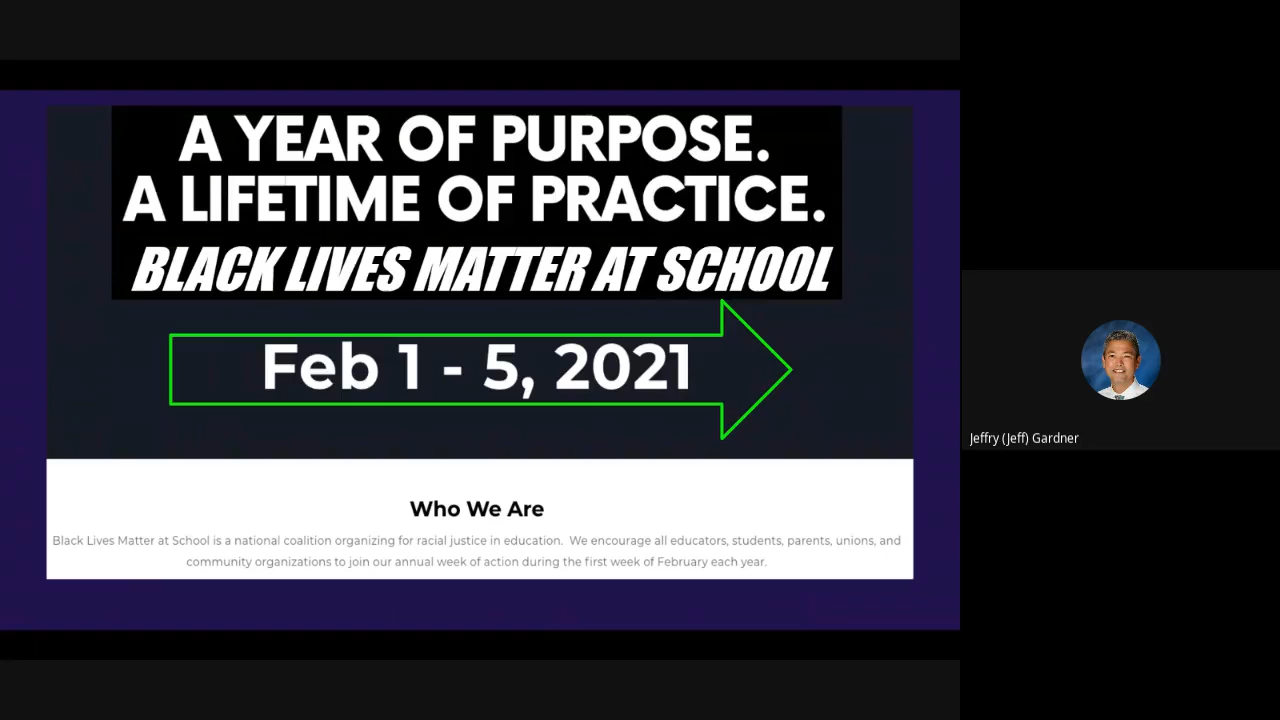 A YEAR OF PURPOSE.
A LIFETIME OF PRACTICE.
BLACK LIVES MATTER AT SCHOOL
Feb 1 - 5, 2021
Who We Are
Black Lives Matter at School is a national coalition organizing for racial justice in education.  We encourage all educators, students, parents, unions, and
community organizations to join our annual week of action during the first week of February each year.
Jeffry (Jeff) Gardner